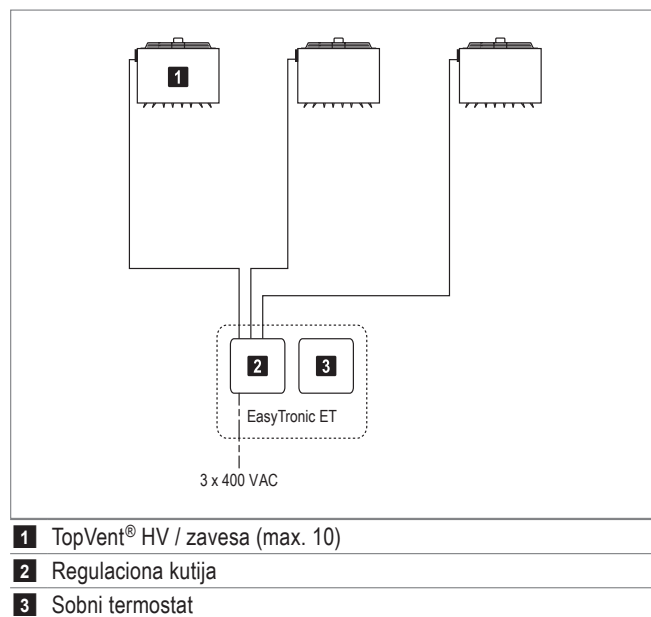 1
2
3
EasyTronic ET
3 x 400 VAC
1 TopVent® HV / zavesa (max. 10)
2 Regulaciona kutija
3 Sobni termostat